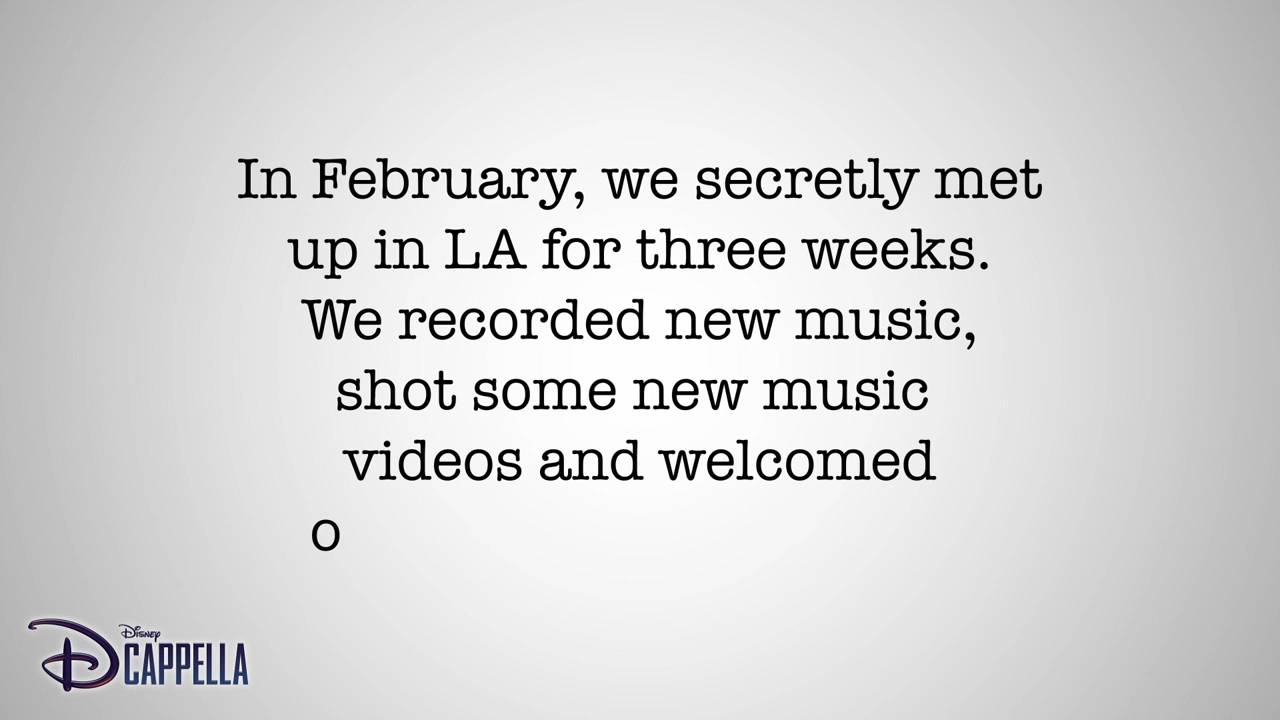 In February, we secretly met
up in LA for three weeks.
We recorded new music,
shot some new music
videos and welcomed
o
Disney
D CAPPELLA